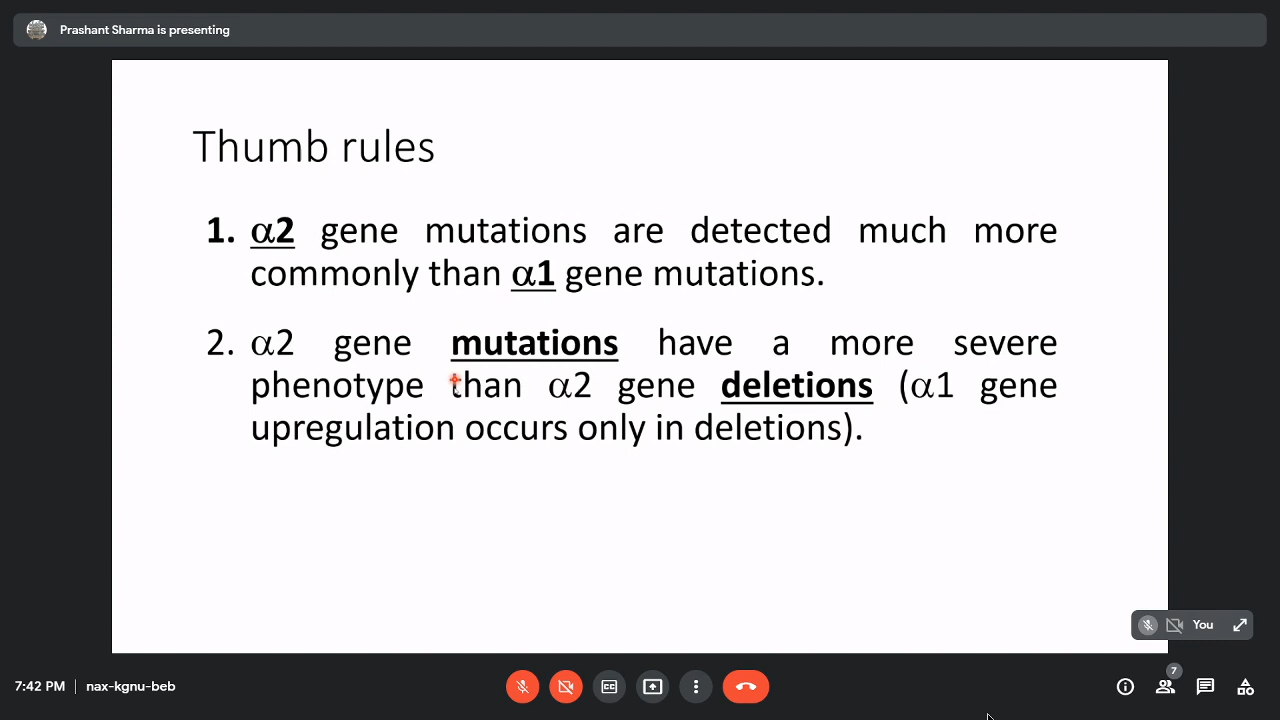 Prashant Sharma is presenting
Thumb rules
1. α2 gene mutations are detected much more
commonly than α1 gene mutations.
2. α2 gene mutations have a more severe
phenotype than α2 gene deletions (α1 gene
upregulation occurs only in deletions).
You
7:42 PM | nax-kgnu-beb
CC
7